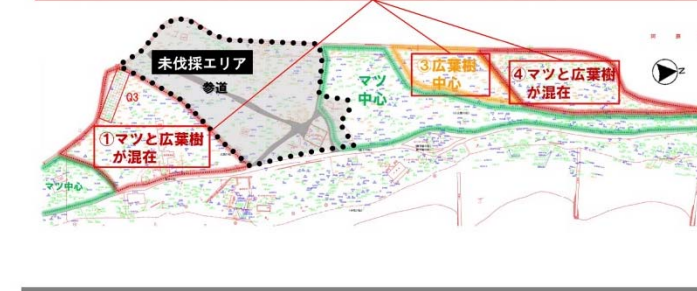 未伐採エリア
参道
Q3
①マツと広葉樹
が混在
マツ中心
マツ
中心
3広葉樹
中心
④マツと広葉樹
が混在
N